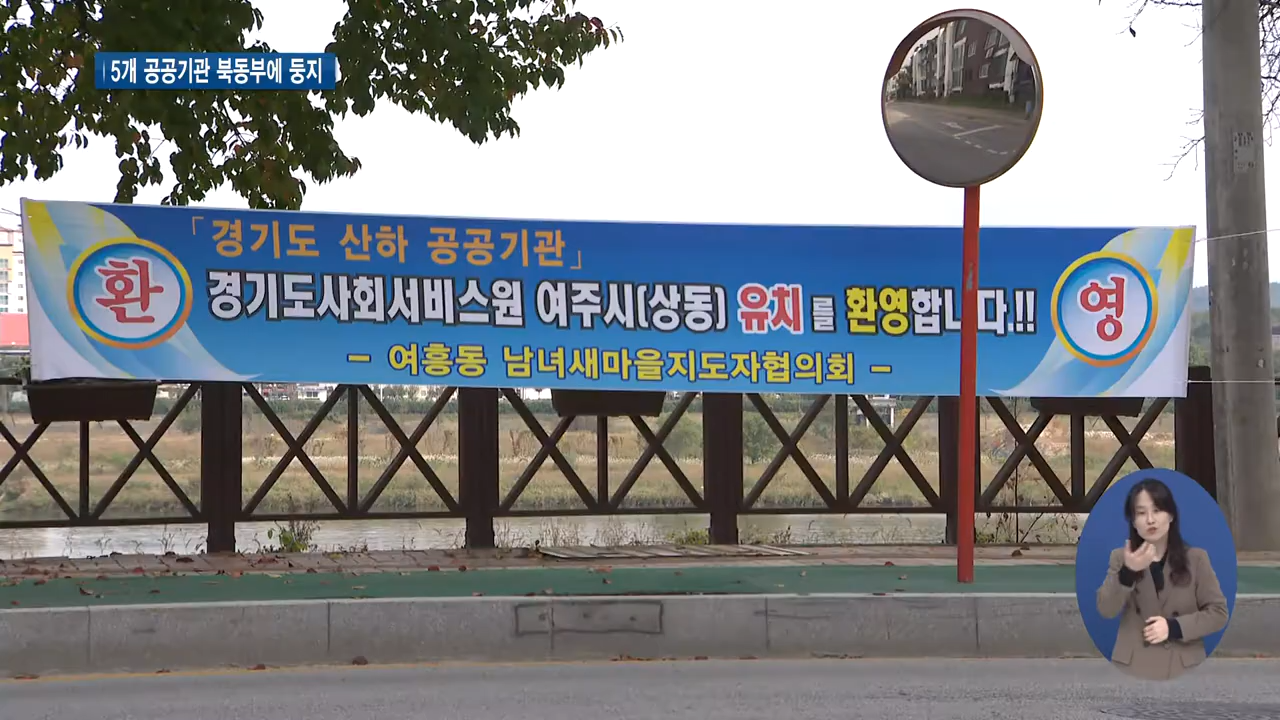 5개 공공기관 북동부에 둥지
「경기도 산하 공공기관」
환
경기도사회서비스원 여주시(상동) 유치를 환영합니다.!!
영
- 여흥동 남녀새마을지도자협의회 -